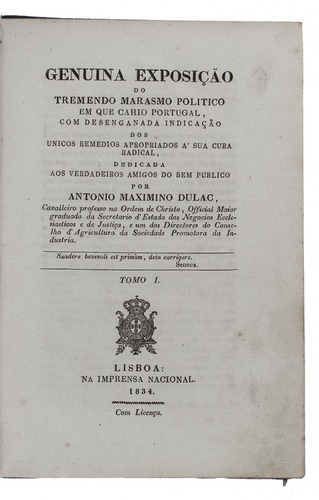 GENUINA EXPOSIÇÃO
DO
TREMENDO MARASMO POLITICO
EM QUE CAHIO PORTUGAL,
COM DESENGANADA INDICAÇÃO
DOS
UNICOS REMEDIOS APROPRIADOS A' SUA CURA
RADICAL,
DEDICADA
AOS VERDADEIROS AMIGOS DO BEM PUBLICO
POR
ANTONIO MAXIMINO DULAC,
Cavalleiro professo na Ordem de Christo, Official Maior
graduado da Secretario d'Estado dos Negocios Eccle-
siasticos e de Justiça, e um dos Directores do Conse-
lho d'Agricultura da Sociedade Promotora da In-
dustria.
Suadere benevoli est primùm, dein corrigere.
Seneca.
TOMO I.
LISBOA:
NA IMPRENSA NACIONAL.
1834.
Com Licença.